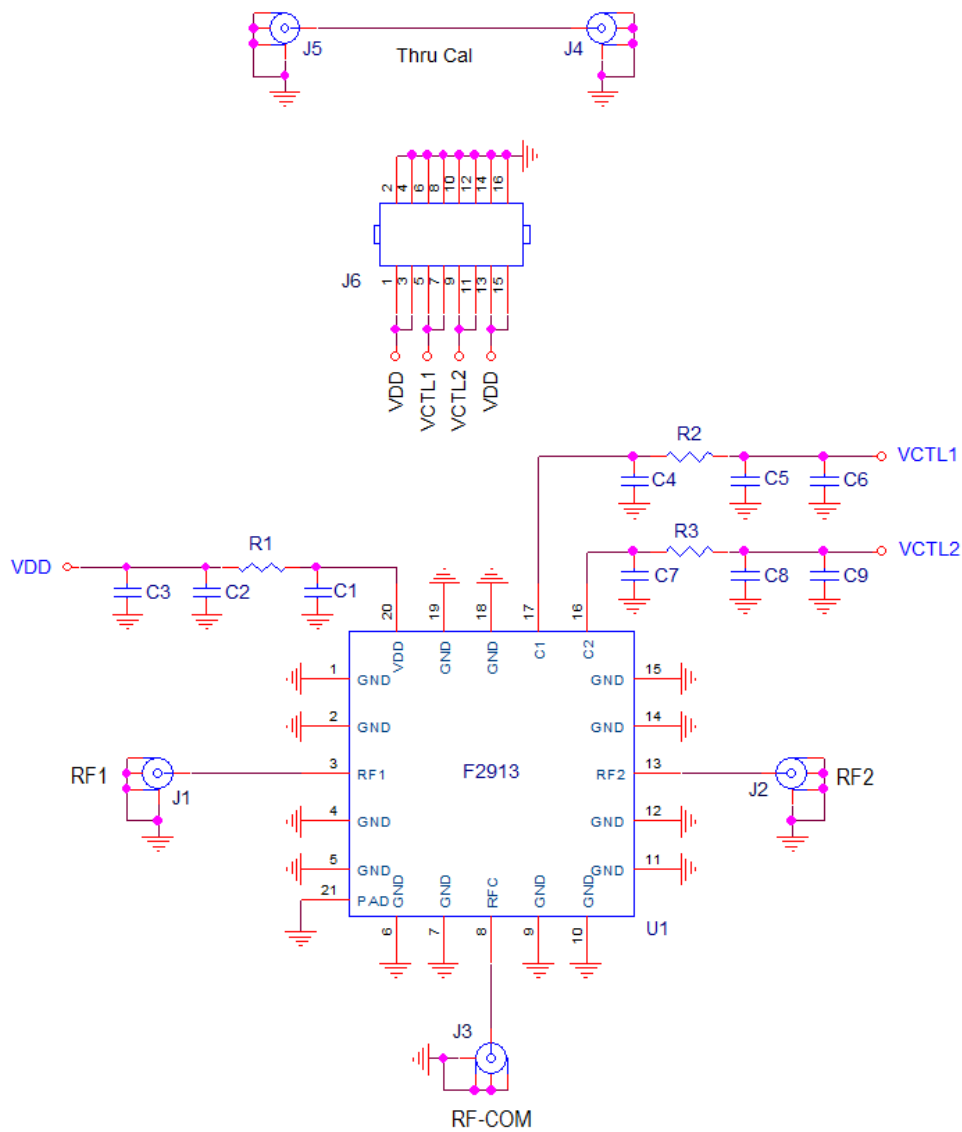 J5
Thru Cal
J4
2
4
6
8
10
12
14
16
J6
1
3
5
7
9
11
13
15
VDD
VCTL1
VCTL2
VDD
R2
VCTL1
C4
C5
C6
R3
VCTL2
C7
C8
C9
R1
VDD
C3
C2
C1
20
19
18
17
16
VDD
GND
GND
C1
C2
1
GND
GND
15
2
GND
GND
14
RF1
J1
3
RF1
F2913
RF2
13
J2
RF2
4
GND
GND
12
5
GND
GND
11
21
PAD
GND
GND
RFC
GND
GND
U1
6
7
8
9
10
J3
RF-COM